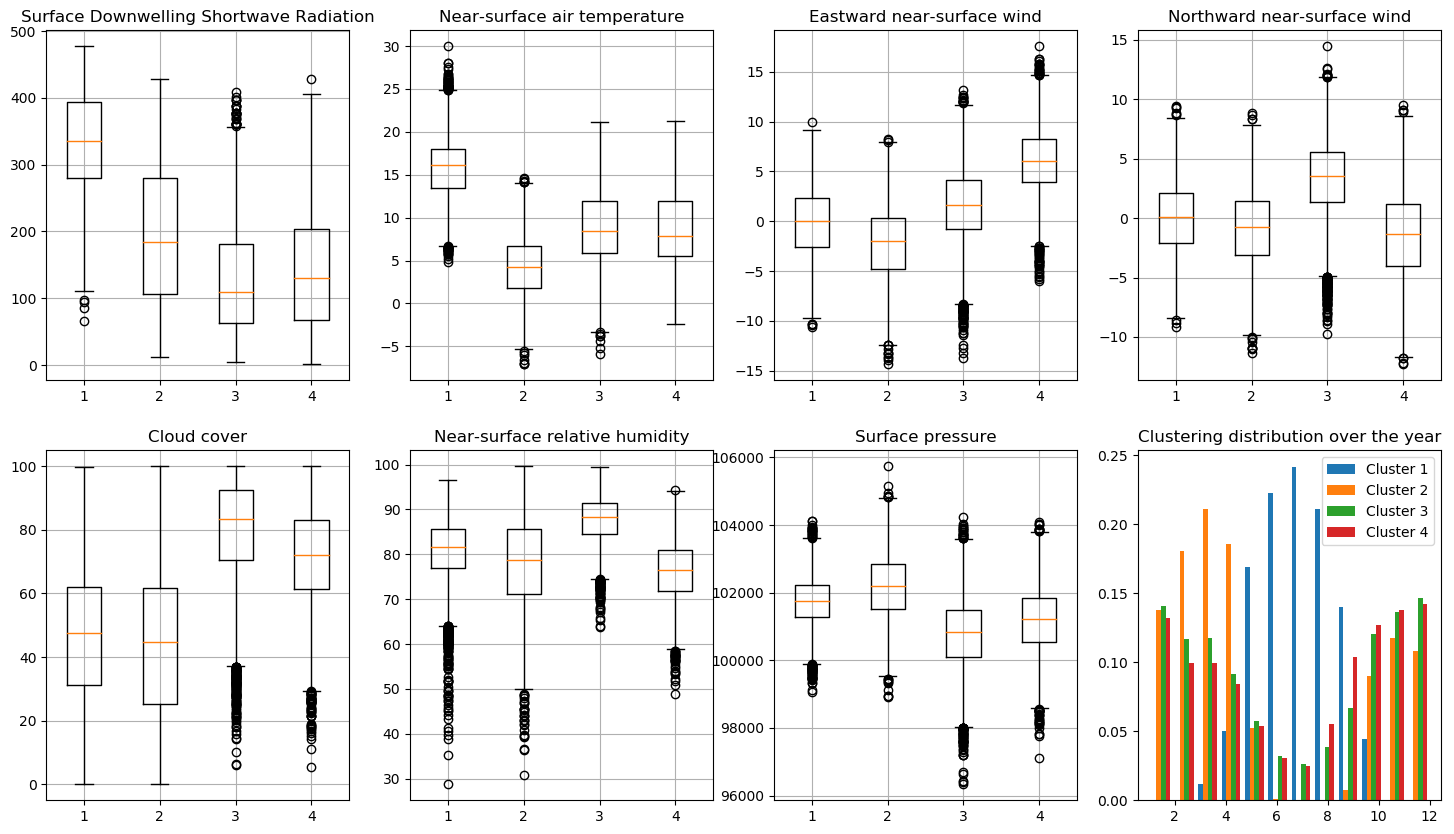 Surface Downwelling Shortwave Radiation
500
400
300
200
100
0
1 2 3 4
Near-surface air temperature
30
25
20
15
10
5
0
−5
1 2 3 4
Eastward near-surface wind
15
10
5
0
−5
−10
−15
1 2 3 4
Northward near-surface wind
15
10
5
0
−5
−10
1 2 3 4
Cloud cover
100
80
60
40
20
0
1 2 3 4
Near-surface relative humidity
100
90
80
70
60
50
40
30
1 2 3 4
Surface pressure
106000
104000
102000
100000
98000
96000
1 2 3 4
Clustering distribution over the year
Cluster 1
Cluster 2
Cluster 3
Cluster 4
0.25
0.20
0.15
0.10
0.05
0.00
2 4 6 8 10 12